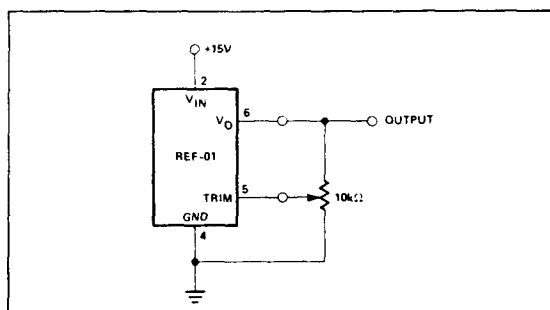 +15V
2
VIN
6
VO
OUTPUT
REF-01
5
TRIM
10kΩ
GND
4